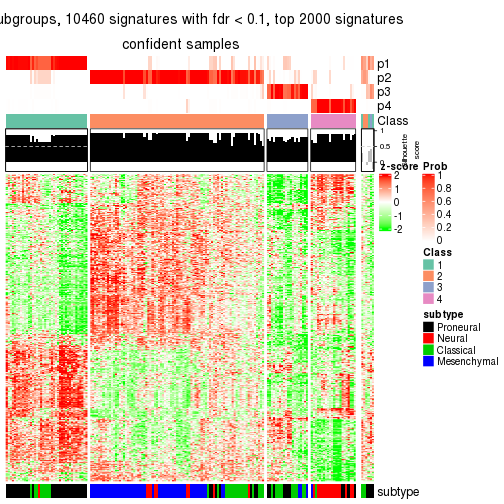 ubgroups, 10460 signatures with fdr < 0.1, top 2000 signatures
confident samples
p1
p2
p3
p4
Class
1
0.5
0
silhouette
score
z-score
2
1
0
-1
-2
Prob
1
0.8
0.6
0.4
0.2
0
Class
1
2
3
4
subtype
Proneural
Neural
Classical
Mesenchymal
subtype